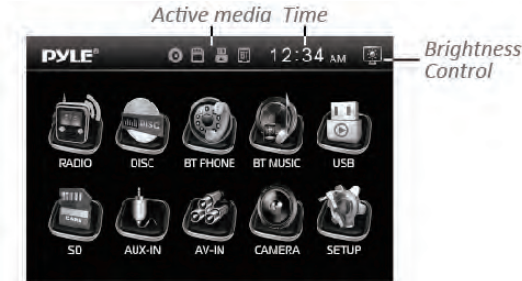 Active media Time
PYLE® 12:34 AM
Brightness
Control
RADIO DISC BT PHONE BT MUSIC USB
SD AUX-IN AV-IN CAMERA SETUP